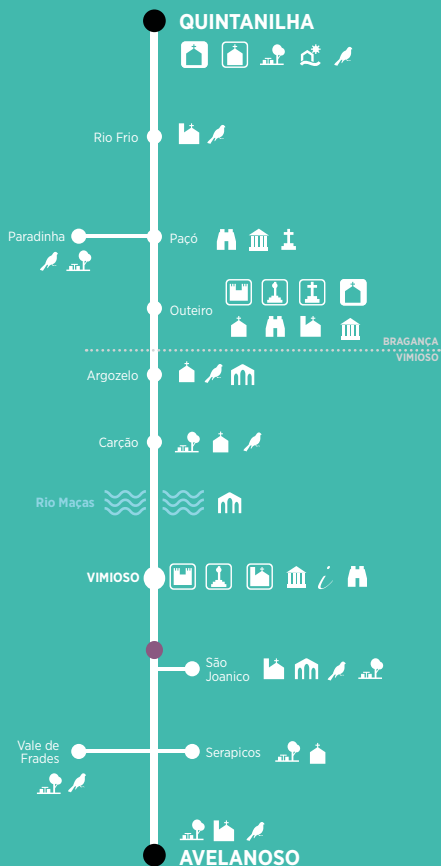 QUINTANILHA
Rio Frio
Paradinha
Paçó
Outeiro
BRAGANÇA
VIMIOSO
Argozelo
Carção
Rio Maças
VIMIOSO
i
São
Joanico
Vale de
Frades
Serapicos
AVELANOSO